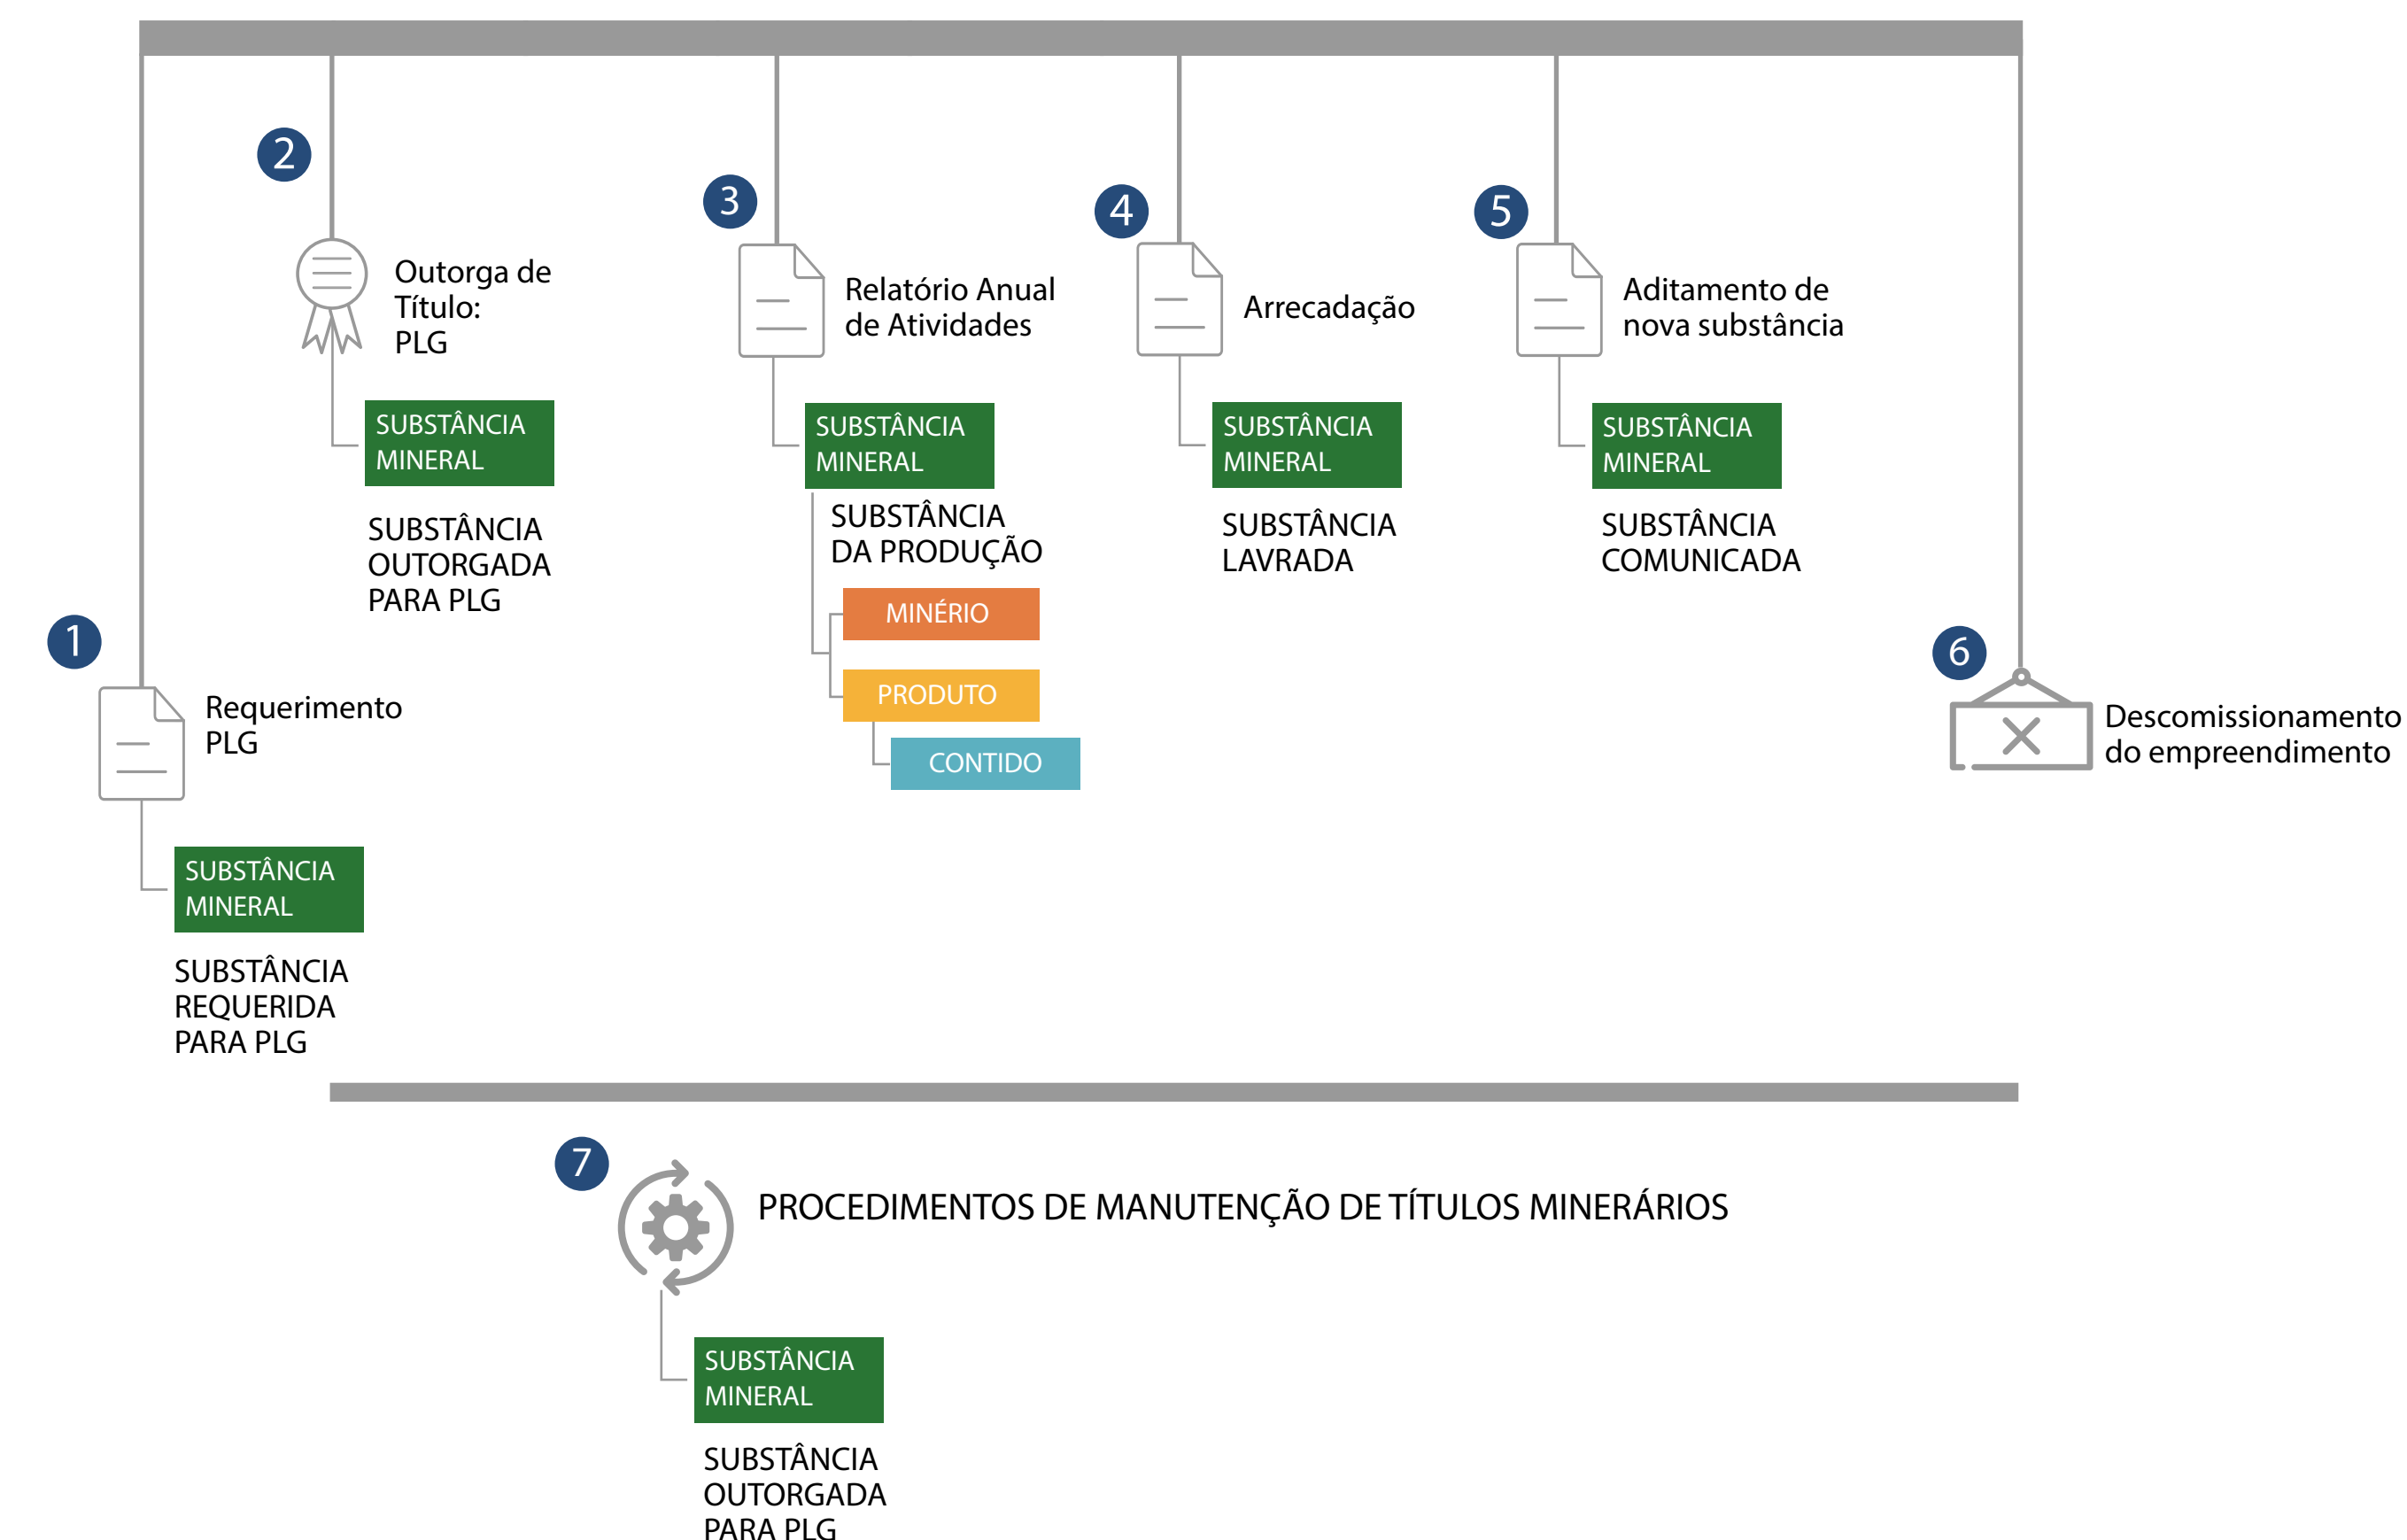 1
Requerimento
PLG
SUBSTÂNCIA
MINERAL
SUBSTÂNCIA
REQUERIDA
PARA PLG
2
Outorga de
Título:
PLG
SUBSTÂNCIA
MINERAL
SUBSTÂNCIA
OUTORGADA
PARA PLG
3
Relatório Anual
de Atividades
SUBSTÂNCIA
MINERAL
SUBSTÂNCIA
DA PRODUÇÃO
MINÉRIO
PRODUTO
CONTIDO
4
Arrecadação
SUBSTÂNCIA
MINERAL
SUBSTÂNCIA
LAVRADA
5
Aditamento de
nova substância
SUBSTÂNCIA
MINERAL
SUBSTÂNCIA
COMUNICADA
6
Descomissionamento
do empreendimento
7
PROCEDIMENTOS DE MANUTENÇÃO DE TÍTULOS MINERÁRIOS
SUBSTÂNCIA
MINERAL
SUBSTÂNCIA
OUTORGADA
PARA PLG